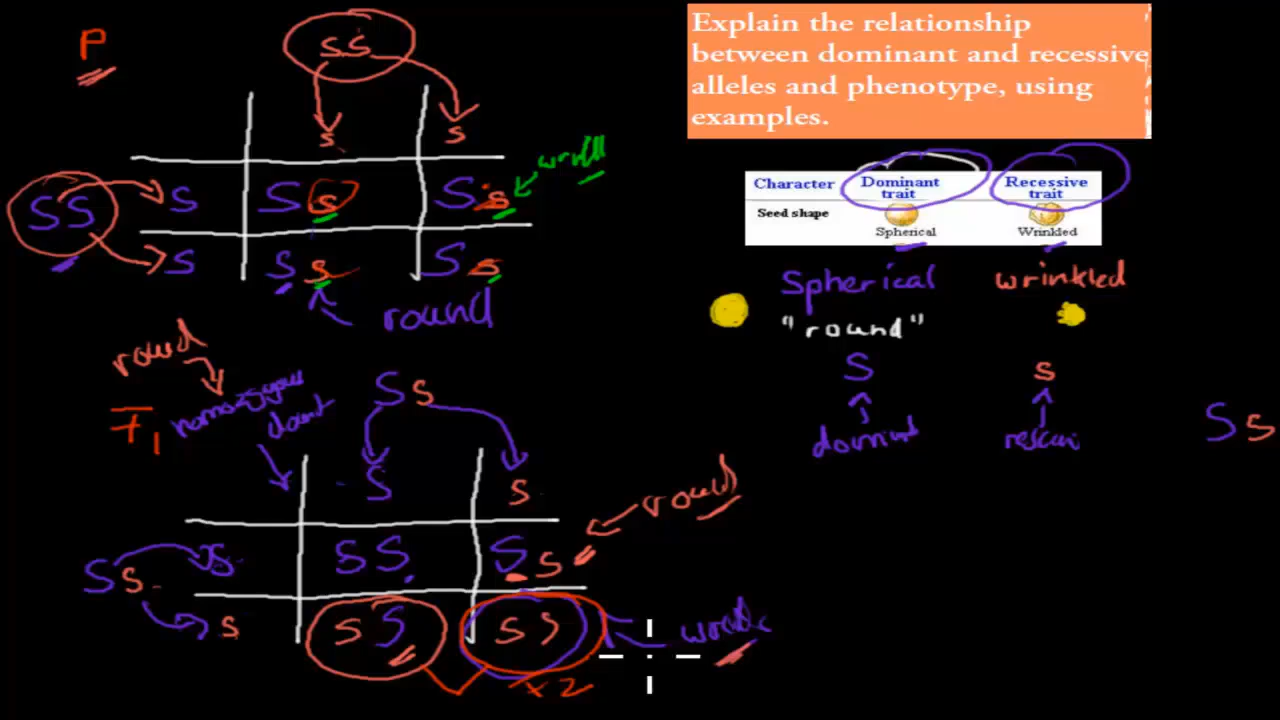 P
ss
Explain the relationship
between dominant and recessive
alleles and phenotype, using
examples.
s s
SS
S Ss Ss
S Ss Ss
round
Character Dominant trait Recessive trait
Seed shape Spherical Wrinkled
Spherical wrinkled
"round"
S s
Ss
round
F1
Ss
S s
round
Ss
SS Ss
s sS ss
x2